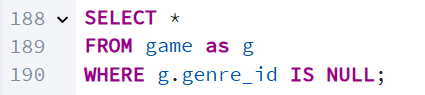 188 SELECT *
189 FROM game as g
190 WHERE g.genre_id IS NULL;